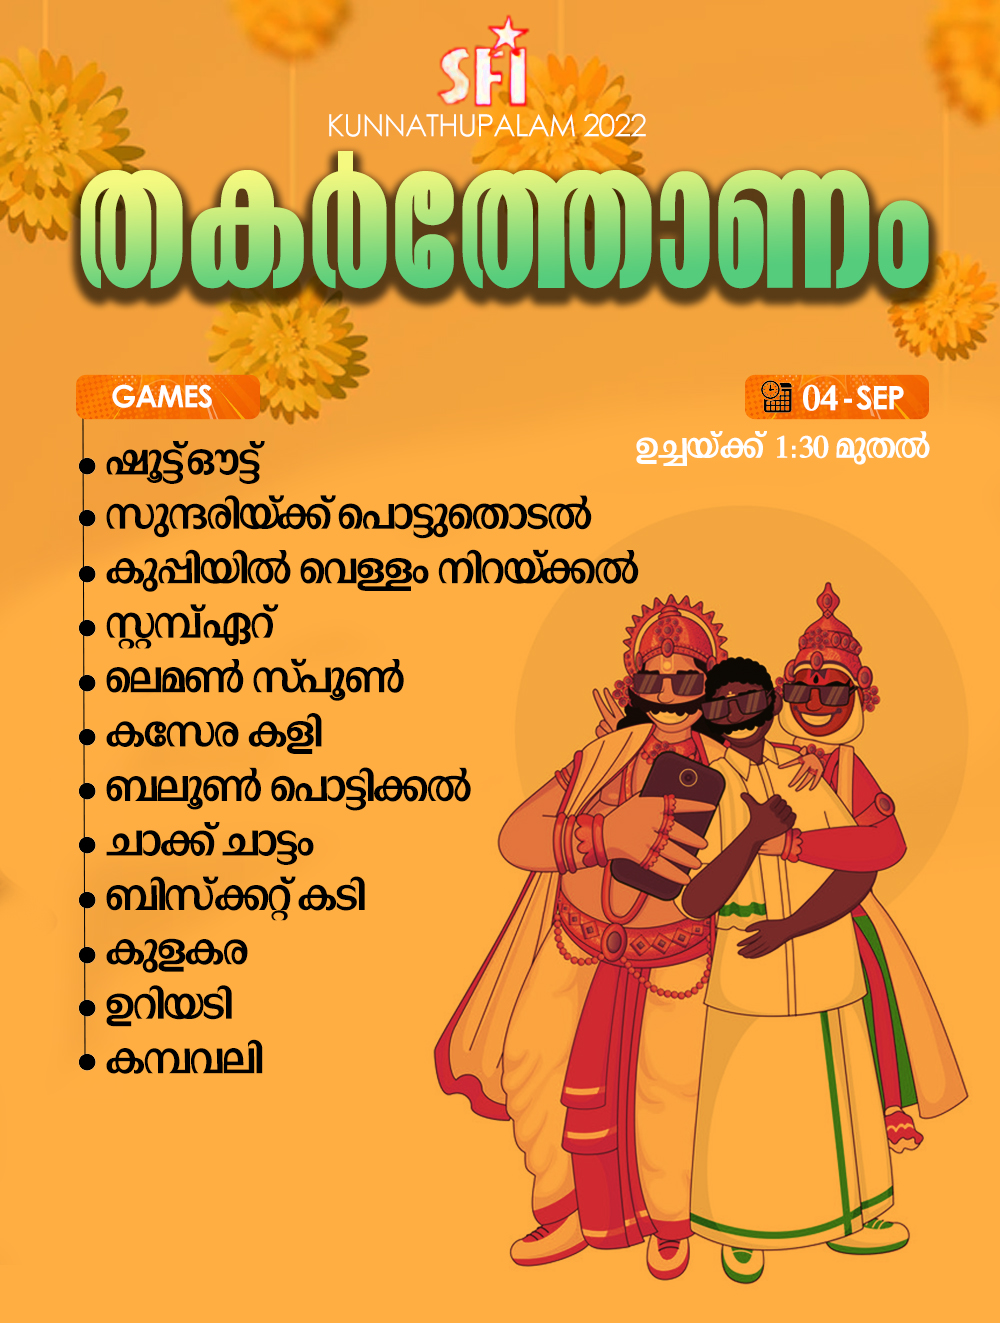 SFI
KUNNATHUPALAM 2022
തകർത്തോണം
GAMES
04-SEP
ഉച്ചയ്ക്ക് 1:30 മുതൽ
ഷൂട്ട്ഔട്ട്
സുന്ദരിയ്ക്ക് പൊട്ടുതൊടൽ
കുപ്പിയിൽ വെള്ളം നിറയ്ക്കൽ
സ്റ്റമ്പ്ഏറ്
ലെമൺ സ്പൂൺ
കസേര കളി
ബലൂൺ പൊട്ടിക്കൽ
ചാക്ക് ചാട്ടം
ബിസ്ക്കറ്റ് കടി
കുളകര
ഉറിയടി
കമ്പവലി